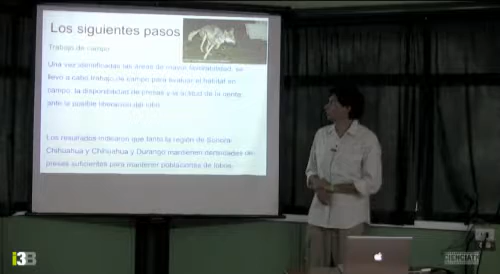 Los siguientes pasos
Trabajo de campo
Una vez identificadas las áreas de mayor factibilidad, se
llevó a cabo trabajo de campo para evaluar el hábitat en
campo, la disponibilidad de presas y la actitud de la gente
ante la posible liberación del lobo.
Los resultados indicaron que tanto la región de Sonora-
Chihuahua y Chihuahua y Durango mantienen densidades de
presas suficientes para mantener poblaciones de lobos.
i3B
CIENCIATK